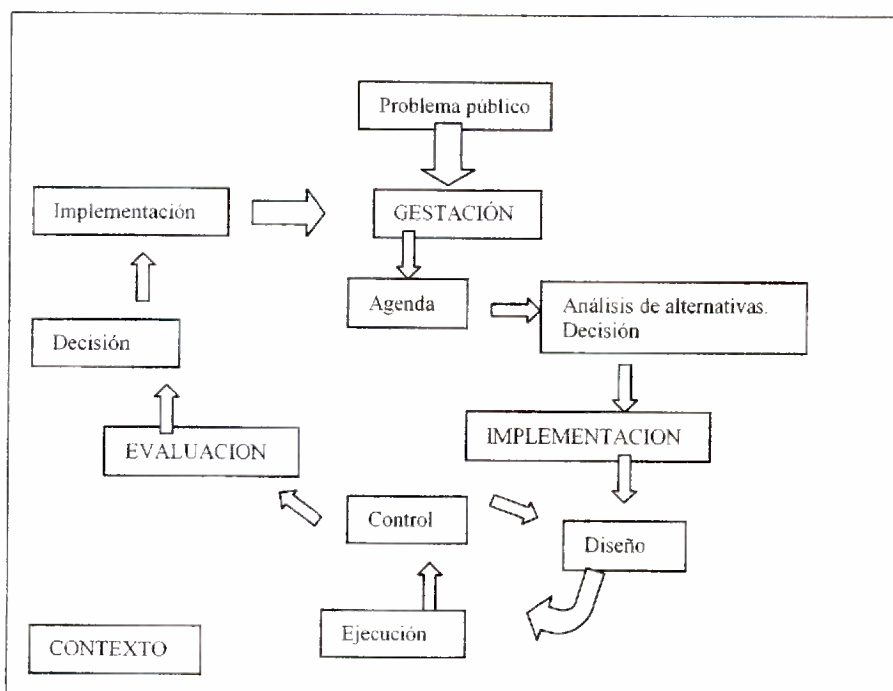 Problema público
Implementación
GESTACIÓN
Agenda
Análisis de alternativas.
Decisión
Decisión
IMPLEMENTACION
EVALUACION
Control
Diseño
Ejecución
CONTEXTO